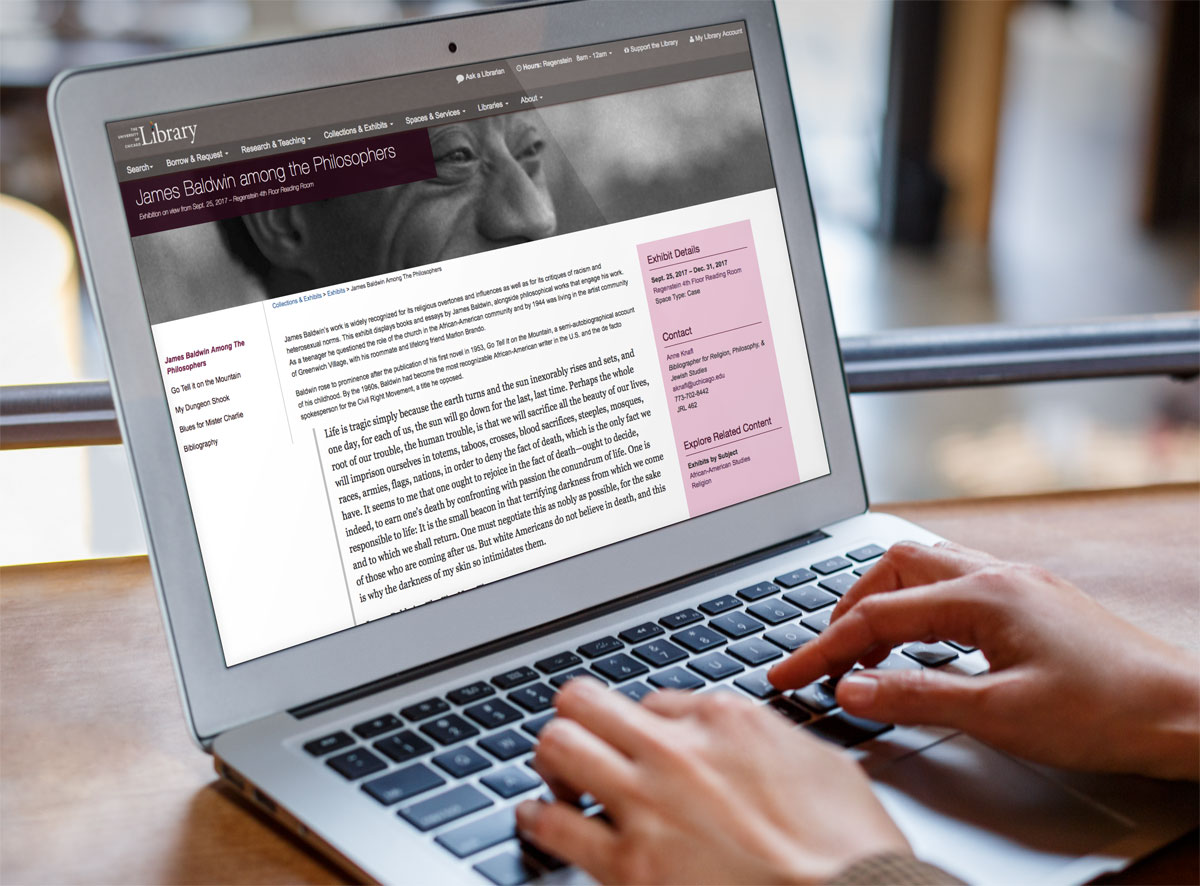 Ask a Librarian
Hours: Regenstein 8am - 12am
Support the Library
My Library Account
THE
UNIVERSITY
OF
CHICAGO
Library
Search
Borrow & Request
Research & Teaching
Collections & Exhibits
Spaces & Services
Libraries
About
James Baldwin among the Philosophers
Exhibition on view from Sept. 25, 2017 – Regenstein 4th Floor Reading Room
Collections & Exhibits > Exhibits > James Baldwin Among The Philosophers
James Baldwin Among The
Philosophers
Go Tell it on the Mountain
My Dungeon Shook
Blues for Mister Charlie
Bibliography
James Baldwin's work is widely recognized for its religious overtones and influences as well as for its critiques of racism and
heterosexual norms. This exhibit displays books and essays by James Baldwin, alongside philosophical works that engage his work.
As a teenager he questioned the role of the church in the African-American community and by 1944 was living in the artist community
of Greenwich Village, with his roommate and lifelong friend Marlon Brando.
Baldwin rose to prominence after the publication of his first novel in 1953, Go Tell it on the Mountain, a semi-autobiographical account
of his childhood. By the 1960s, Baldwin had become the most recognizable African-American writer in the U.S. and the de facto
spokesperson for the Civil Right Movement, a title he opposed.
Life is tragic simply because the earth turns and the sun inexorably rises and sets, and
one day, for each of us, the sun will go down for the last, last time. Perhaps the whole
root of our trouble, the human trouble, is that we will sacrifice all the beauty of our lives,
will imprison ourselves in totems, taboos, crosses, blood sacrifices, steeples, mosques,
races, armies, flags, nations, in order to deny the fact of death, which is the only fact we
have. It seems to me that one ought to rejoice in the fact of death—ought to decide,
indeed, to earn one's death by confronting with passion the conundrum of life. One is
responsible to life: It is the small beacon in that terrifying darkness from which we come
and to which we shall return. One must negotiate this as nobly as possible, for the sake
of those who are coming after us. But white Americans do not believe in death, and this
is why the darkness of my skin so intimidates them.
Exhibit Details
Sept. 25, 2017 – Dec. 31, 2017
Regenstein 4th Floor Reading Room
Space Type: Case
Contact
Anne Knafl
Bibliographer for Religion, Philosophy, &
Jewish Studies
aknafl@uchicago.edu
773-702-8442
JRL 462
Explore Related Content
Exhibits by Subject
African-American Studies
Religion